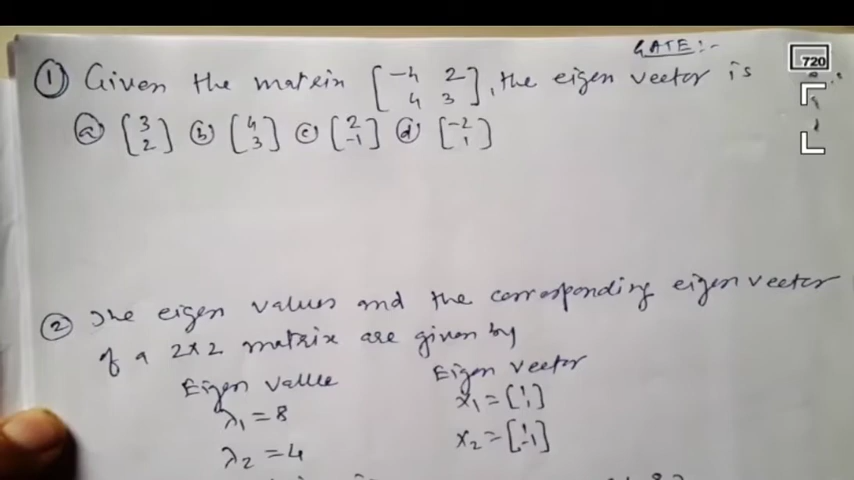 GATE:-
① Given the matrin [-4 2 4 3], the eigen vector is
ⓐ [3 2] ⓑ [4 3] ⓒ [2 -1] ⓓ [-2 1]
② The eigen values and the corresponding eigen vector
of a 2×2 matrix are given by
Eigen value Eigen vector
λ₁ = 8 x₁ = [1 1]
λ₂ = 4 x₂ = [1 -1]
720